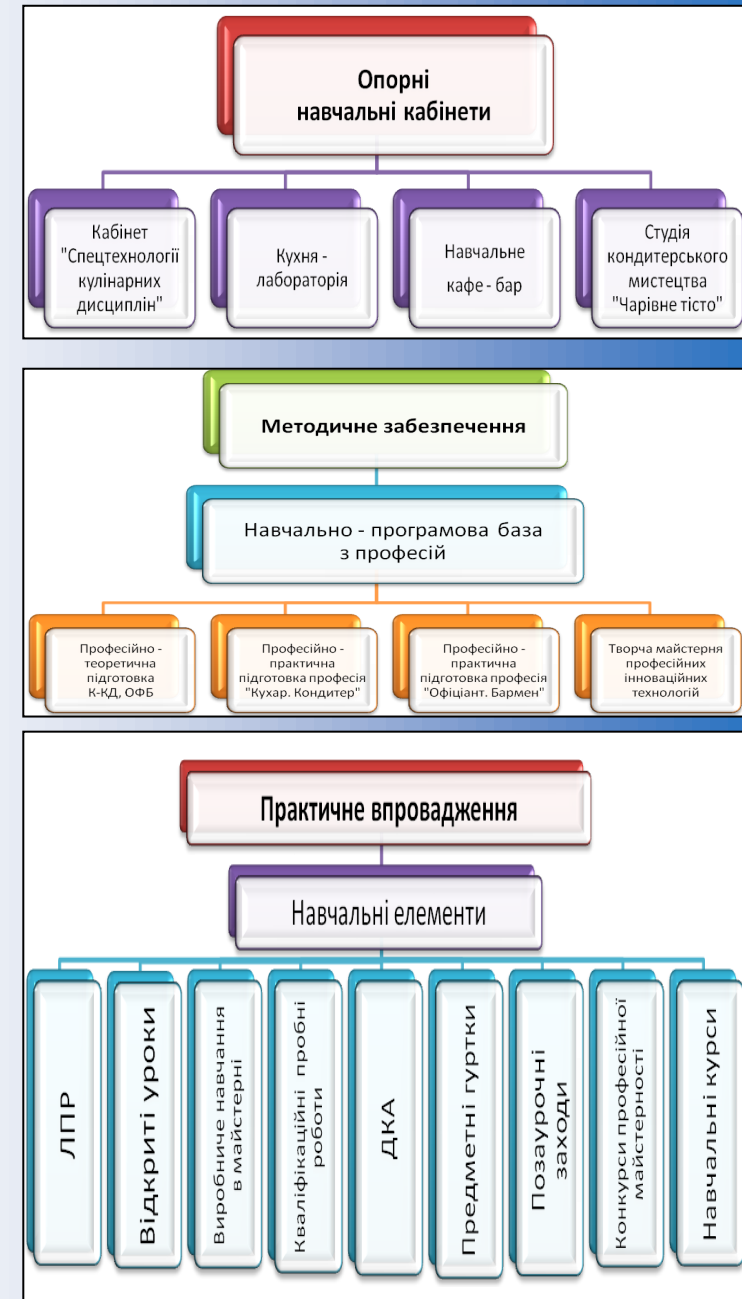 Опорні
навчальні кабінети
Кабінет
"Спецтехнології
кулінарних
дисциплін"
Кухня -
лабораторія
Навчальне
кафе - бар
Студія
кондитерського
мистецтва
"Чарівне тісто"
Методичне забезпечення
Навчально - програмова база
з професій
Професійно -
теоретична
підготовка
К-КД, ОФБ
Професійно -
практична
підготовка професія
"Кухар. Кондитер"
Професійно -
практична
підготовка професія
"Офіціант. Бармен"
Творча майстерня
професійних
інноваційних
технологій
Практичне впровадження
Навчальні елементи
ЛПР
Відкриті уроки
Виробниче навчання
в майстерні
Кваліфікаційні пробні
роботи
ДКА
Предметні гуртки
Позаурочні
заходи
Конкурси професійної
майстерності
Навчальні курси